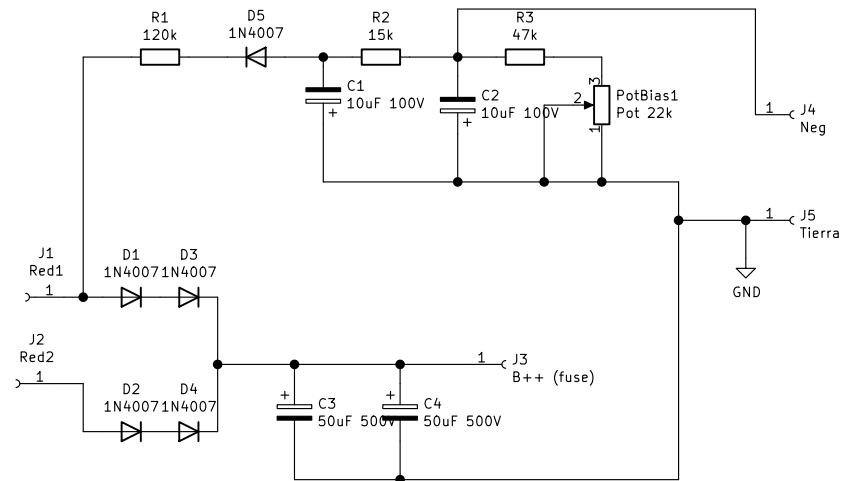 R1
120k
D5
1N4007
R2
15k
R3
47k
C1
10uF 100V
+
C2
10uF 100V
+
3
2
1
PotBias1
Pot 22k
1
J4
Neg
1
J5
Tierra
GND
J1
Red1
1
D1
1N4007
D3
1N4007
J2
Red2
1
D2
1N4007
D4
1N4007
1
J3
B++ (fuse)
+
C3
50uF 500V
+
C4
50uF 500V